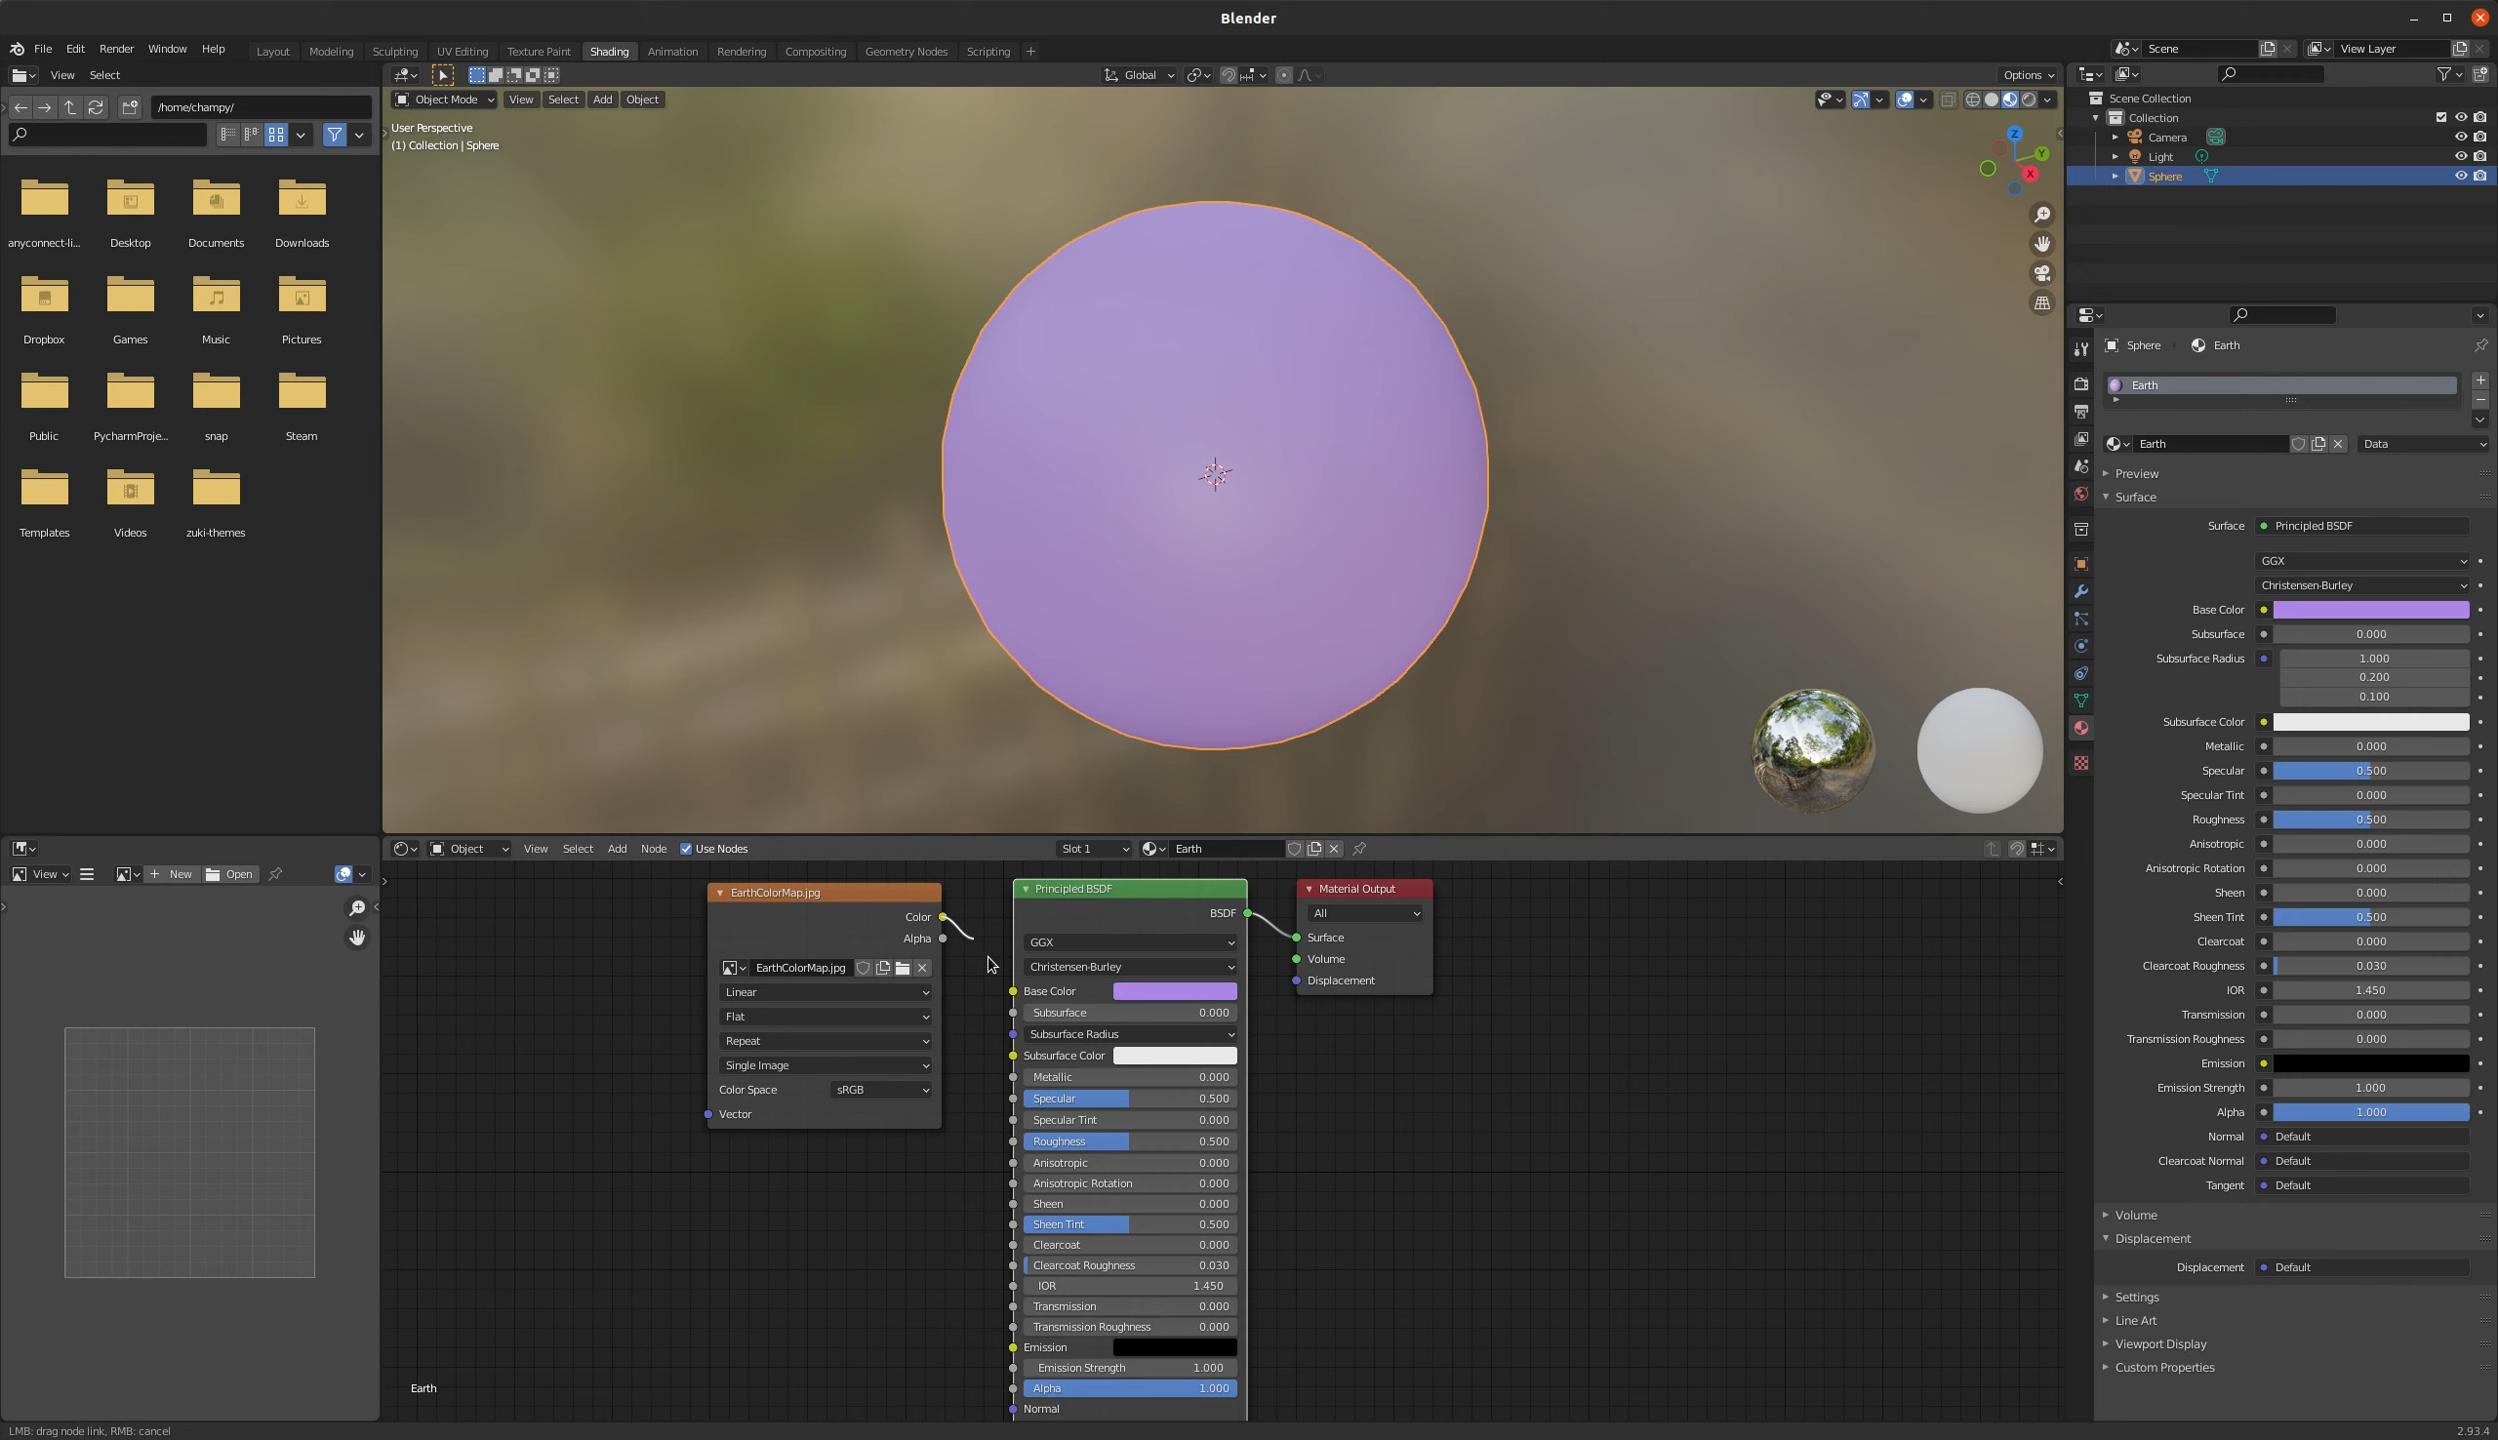 Blender
File Edit Render Window Help
Layout Modeling Sculpting UV Editing Texture Paint Shading Animation Rendering Compositing Geometry Nodes Scripting +
Scene
View Layer
View Select
/home/champy/
anyconnect-li... Desktop Documents Downloads
Dropbox Games Music Pictures
Public PycharmProje... snap Steam
Templates Videos zuki-themes
Global
Options
Object Mode View Select Add Object
User Perspective
(1) Collection | Sphere
Z
Y
X
Scene Collection
Collection
Camera
Light
Sphere
Sphere Earth
Earth
Earth Data
Preview
Surface
Surface Principled BSDF
GGX
Christensen-Burley
Base Color
Subsurface 0.000
Subsurface Radius 1.000
0.200
0.100
Subsurface Color
Metallic 0.000
Specular 0.500
Specular Tint 0.000
Roughness 0.500
Anisotropic 0.000
Anisotropic Rotation 0.000
Sheen 0.000
Sheen Tint 0.500
Clearcoat 0.000
Clearcoat Roughness 0.030
IOR 1.450
Transmission 0.000
Transmission Roughness 0.000
Emission
Emission Strength 1.000
Alpha 1.000
Normal Default
Clearcoat Normal Default
Tangent Default
Volume
Displacement
Displacement Default
Settings
Line Art
Viewport Display
Custom Properties
View + New Open
Object View Select Add Node Use Nodes Slot 1 Earth
EarthColorMap.jpg
Color
Alpha
EarthColorMap.jpg
Linear
Flat
Repeat
Single Image
Color Space sRGB
Vector
Principled BSDF
BSDF
GGX
Christensen-Burley
Base Color
Subsurface 0.000
Subsurface Radius
Subsurface Color
Metallic 0.000
Specular 0.500
Specular Tint 0.000
Roughness 0.500
Anisotropic 0.000
Anisotropic Rotation 0.000
Sheen 0.000
Sheen Tint 0.500
Clearcoat 0.000
Clearcoat Roughness 0.030
IOR 1.450
Transmission 0.000
Transmission Roughness 0.000
Emission
Emission Strength 1.000
Alpha 1.000
Normal
Material Output
All
Surface
Volume
Displacement
Earth
LMB: drag node link, RMB: cancel
2.93.4